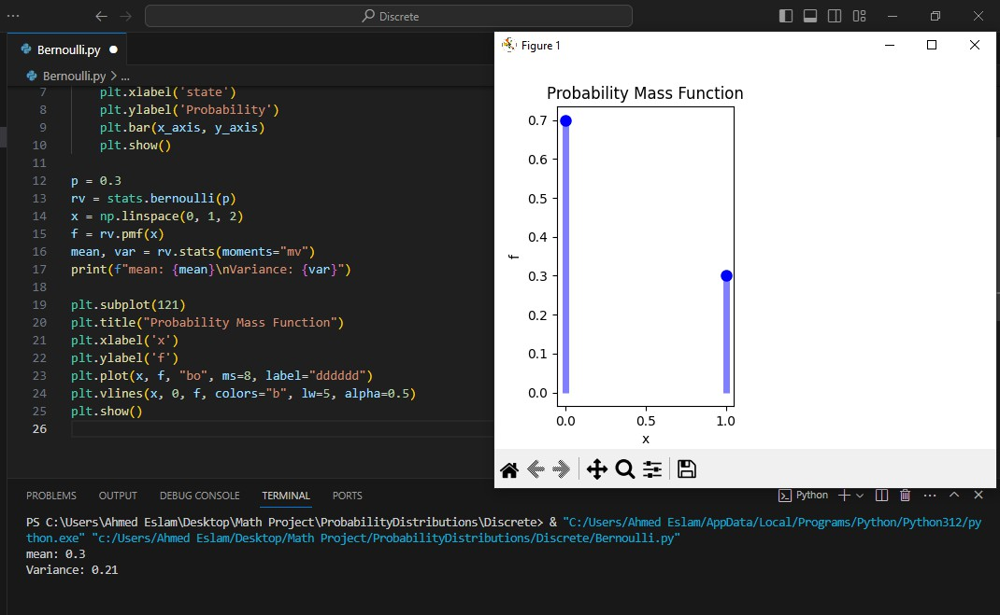 Discrete
Bernoulli.py
Bernoulli.py > ...
7 plt.xlabel('state')
8 plt.ylabel('Probability')
9 plt.bar(x_axis, y_axis)
10 plt.show()
11
12 p = 0.3
13 rv = stats.bernoulli(p)
14 x = np.linspace(0, 1, 2)
15 f = rv.pmf(x)
16 mean, var = rv.stats(moments="mv")
17 print(f"mean: {mean}\nVariance: {var}")
18
19 plt.subplot(121)
20 plt.title("Probability Mass Function")
21 plt.xlabel('x')
22 plt.ylabel('f')
23 plt.plot(x, f, "bo", ms=8, label="dddddd")
24 plt.vlines(x, 0, f, colors="b", lw=5, alpha=0.5)
25 plt.show()
26
Figure 1
Probability Mass Function
0.7
0.6
0.5
0.4
f
0.3
0.2
0.1
0.0
0.0 0.5 1.0
x
PROBLEMS OUTPUT DEBUG CONSOLE TERMINAL PORTS
Python
PS C:\Users\Ahmed Eslam\Desktop\Math Project\ProbabilityDistributions\Discrete> & "C:/Users/Ahmed Eslam/AppData/Local/Programs/Python/Python312/py
thon.exe" "c:/Users/Ahmed Eslam/Desktop/Math Project/ProbabilityDistributions/Discrete/Bernoulli.py"
mean: 0.3
Variance: 0.21